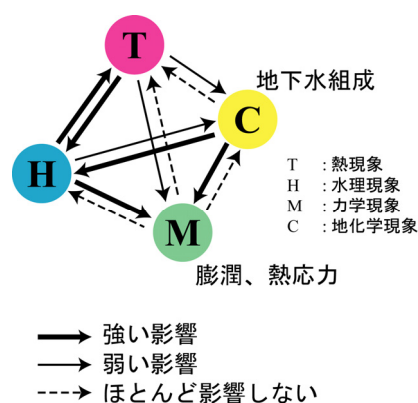 T
地下水組成
C
H
T :熱現象
H :水理現象
M :力学現象
C :地化学現象
M
膨潤、熱応力
強い影響
弱い影響
ほとんど影響しない